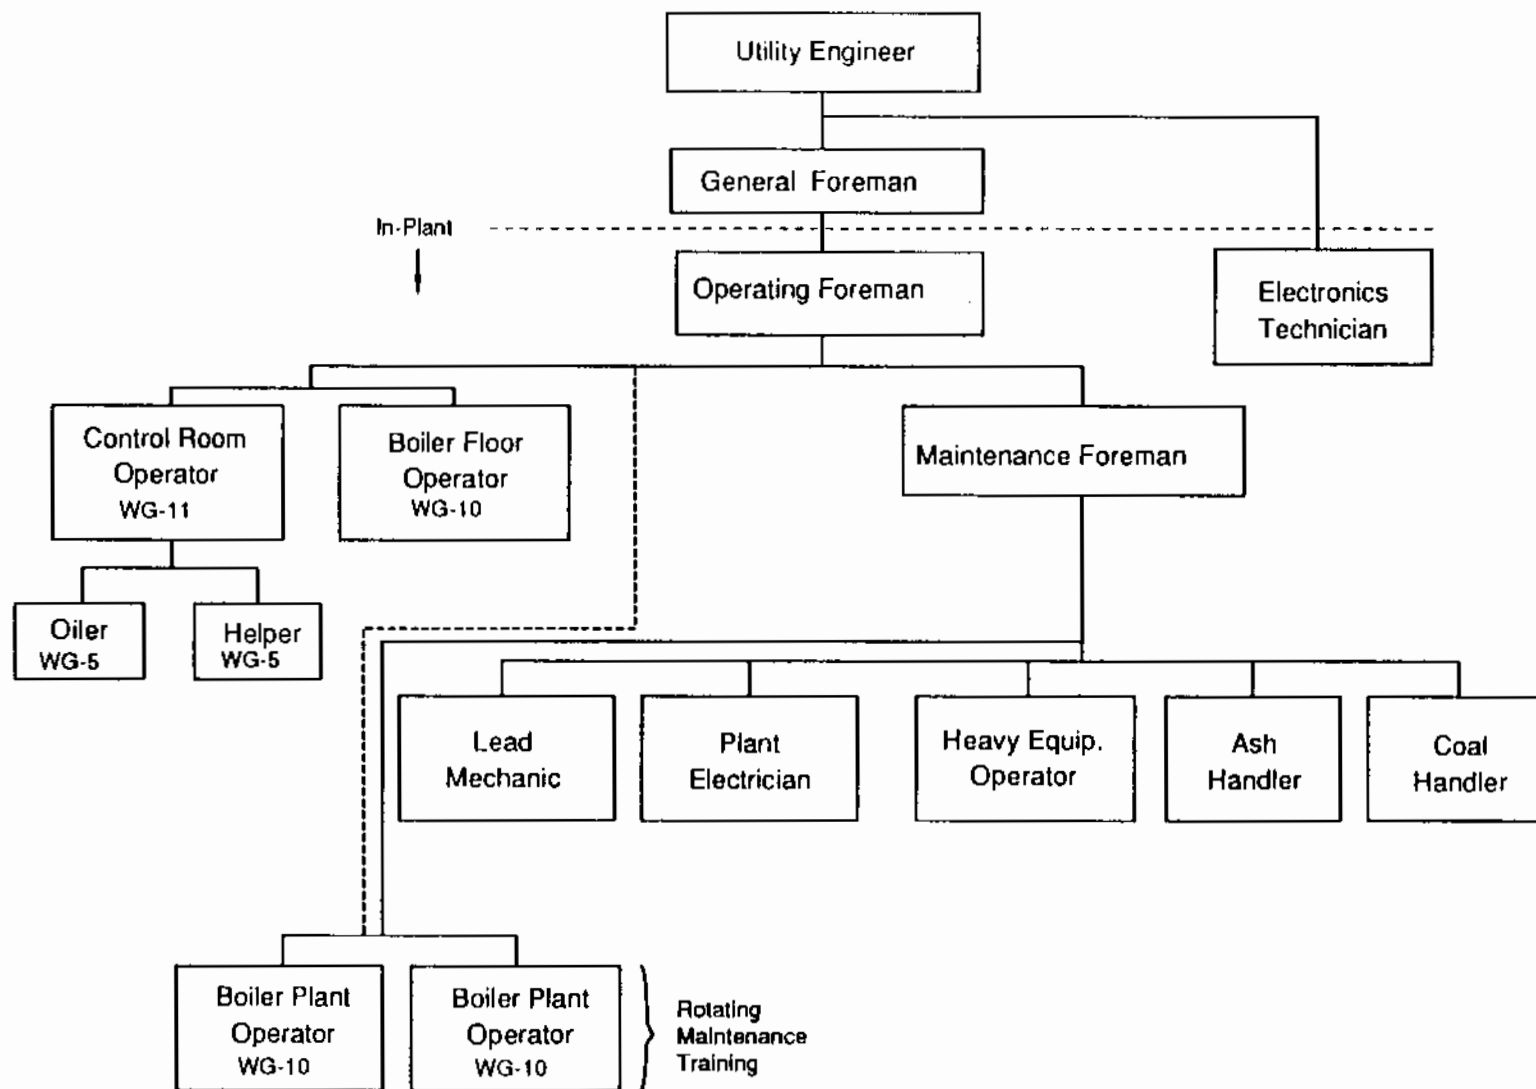 Utility Engineer
General Foreman
In-Plant
Operating Foreman
Electronics
Technician
Control Room
Operator
WG-11
Boiler Floor
Operator
WG-10
Maintenance Foreman
Oiler
WG-5
Helper
WG-5
Lead
Mechanic
Plant
Electrician
Heavy Equip.
Operator
Ash
Handler
Coal
Handler
Boiler Plant
Operator
WG-10
Boiler Plant
Operator
WG-10
Rotating
Maintenance
Training